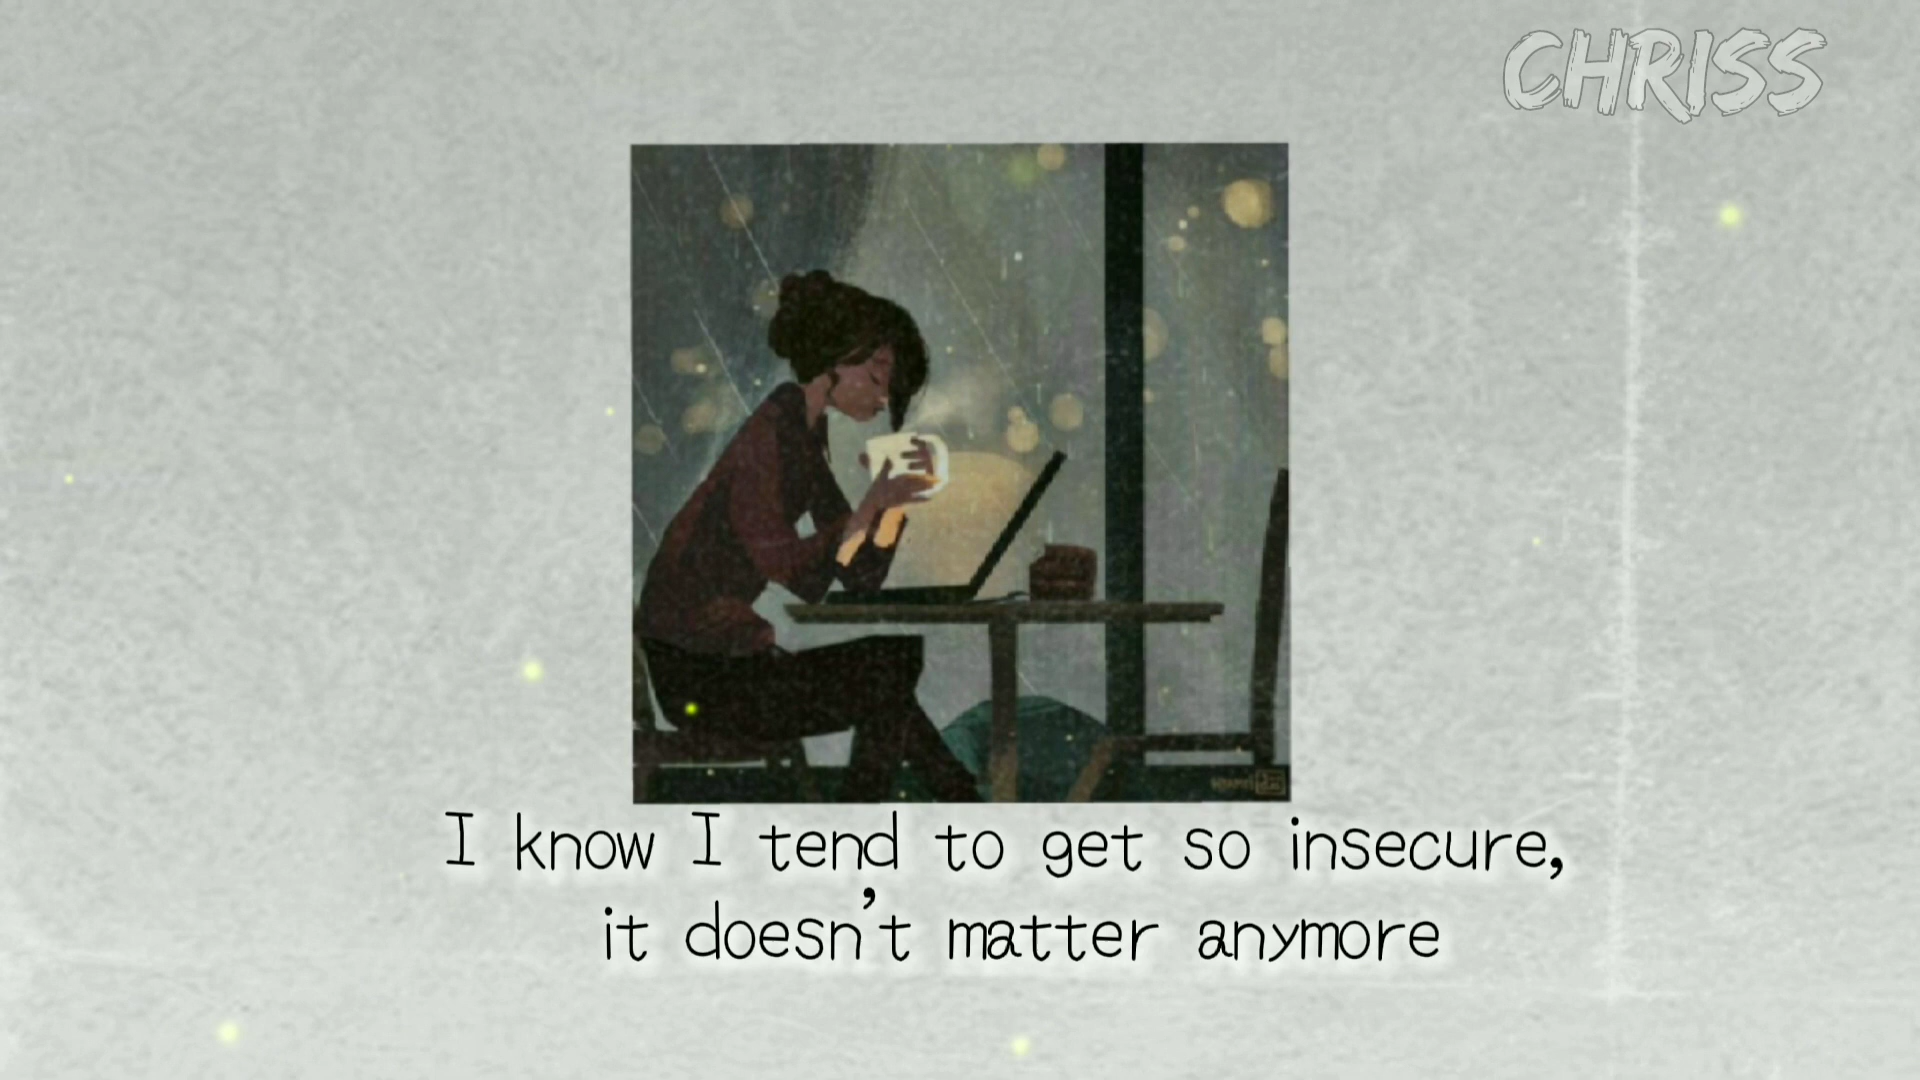 CHRISS
I know I tend to get so insecure,
it doesn't matter anymore